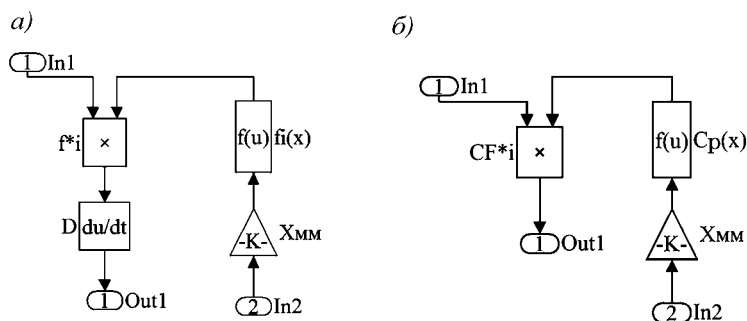 а)
1 In1
f*i ×
f(u) fi(x)
D du/dt
-K- Xмм
1 Out1
2 In2
б)
1 In1
CF*i ×
f(u) Cp(x)
-K- Xмм
1 Out1
2 In2